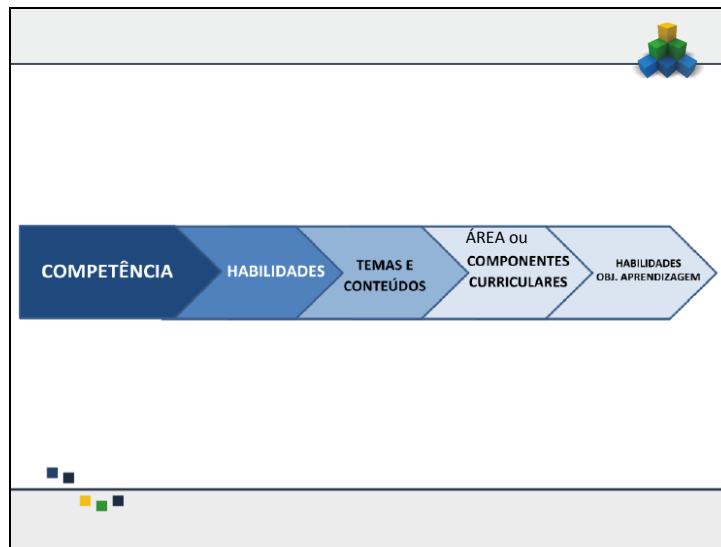 COMPETÊNCIA
HABILIDADES
TEMAS E
CONTEÚDOS
ÁREA ou
COMPONENTES
CURRICULARES
HABILIDADES
OBJ. APRENDIZAGEM